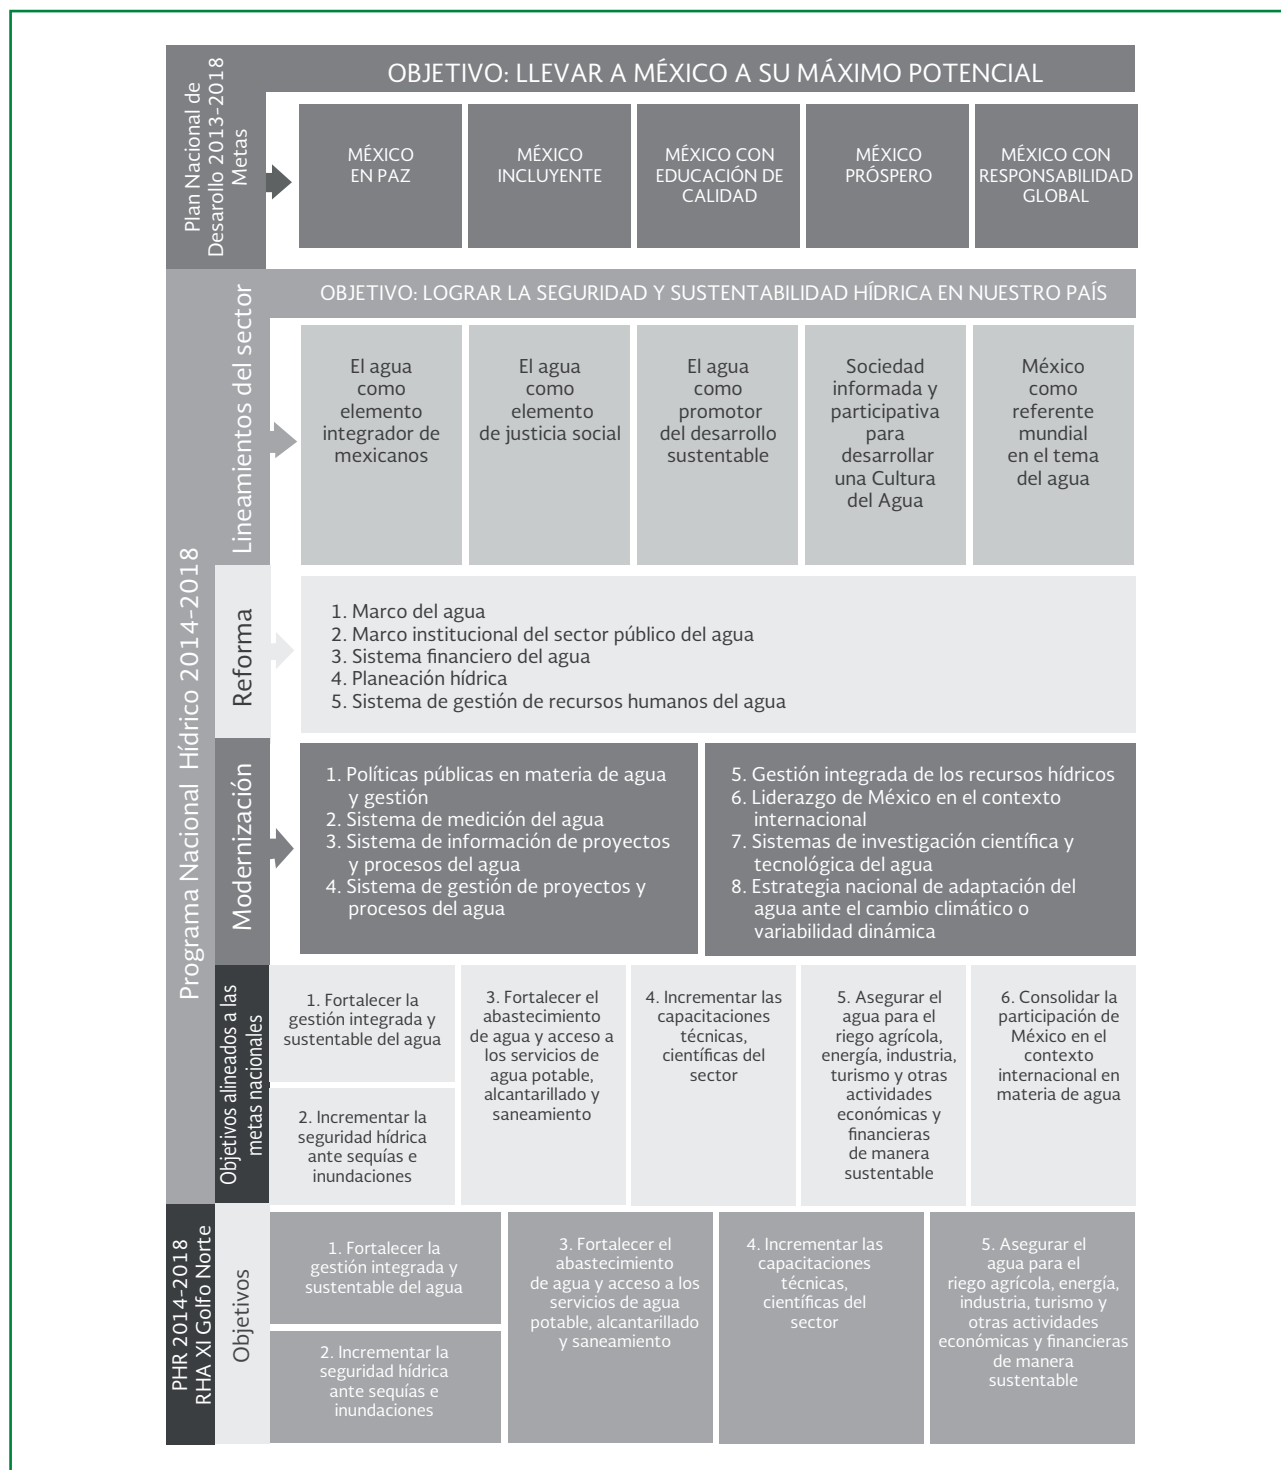 Plan Nacional de
Desarollo 2013-2018
Metas
OBJETIVO: LLEVAR A MÉXICO A SU MÁXIMO POTENCIAL
MÉXICO
EN PAZ
MÉXICO
INCLUYENTE
MÉXICO CON
EDUCACIÓN DE
CALIDAD
MÉXICO
PRÓSPERO
MÉXICO CON
RESPONSABILIDAD
GLOBAL
Programa Nacional Hídrico 2014-2018
Lineamientos del sector
OBJETIVO: LOGRAR LA SEGURIDAD Y SUSTENTABILIDAD HÍDRICA EN NUESTRO PAÍS
El agua
como
elemento
integrador de
mexicanos
El agua
como
elemento
de justicia social
El agua
como
promotor
del desarrollo
sustentable
Sociedad
informada y
participativa
para
desarrollar
una Cultura
del Agua
México
como
referente
mundial
en el tema
del agua
Reforma
1. Marco del agua
2. Marco institucional del sector público del agua
3. Sistema financiero del agua
4. Planeación hídrica
5. Sistema de gestión de recursos humanos del agua
Modernización
1. Políticas públicas en materia de agua
y gestión
2. Sistema de medición del agua
3. Sistema de información de proyectos
y procesos del agua
4. Sistema de gestión de proyectos y
procesos del agua
5. Gestión integrada de los recursos hídricos
6. Liderazgo de México en el contexto
internacional
7. Sistemas de investigación científica y
tecnológica del agua
8. Estrategia nacional de adaptación del
agua ante el cambio climático o
variabilidad dinámica
Objetivos alineados a las
metas nacionales
1. Fortalecer la
gestión integrada y
sustentable del agua
2. Incrementar la
seguridad hídrica
ante sequías e
inundaciones
3. Fortalecer el
abastecimiento
de agua y acceso a
los servicios de
agua potable,
alcantarillado y
saneamiento
4. Incrementar las
capacitaciones
técnicas,
científicas del
sector
5. Asegurar el
agua para el
riego agrícola,
energía, industria,
turismo y otras
actividades
económicas y
financieras
de manera
sustentable
6. Consolidar la
participación de
México en el
contexto
internacional en
materia de agua
PHR 2014-2018
RHA XI Golfo Norte
Objetivos
1. Fortalecer la
gestión integrada y
sustentable del agua
2. Incrementar la
seguridad hídrica
ante sequías e
inundaciones
3. Fortalecer el
abastecimiento
de agua y acceso a los
servicios de agua
potable, alcantarillado
y saneamiento
4. Incrementar las
capacitaciones
técnicas,
científicas del
sector
5. Asegurar el
agua para el
riego agrícola, energía,
industria, turismo y
otras actividades
económicas y financieras
de manera
sustentable